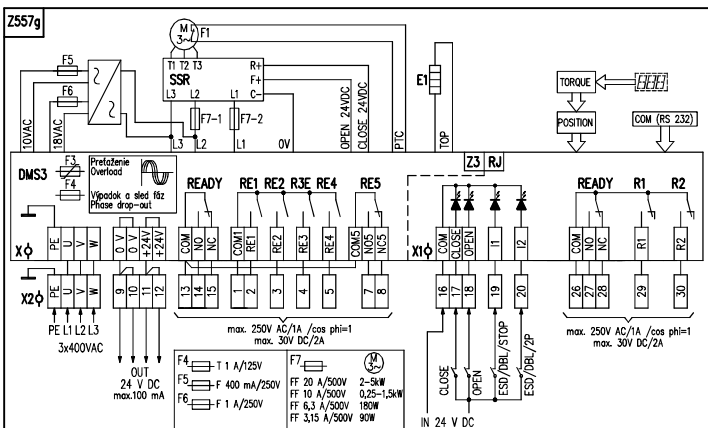 Z557g
M
3~
F1
T1 T2 T3
SSR
R+
F+
C-
L3 L2 L1
F5
F6
F7-1
F7-2
10VAC
18VAC
L3 L2 L1
0V
OPEN 24VDC
CLOSE 24VDC
PTC
E1
TOP
TORQUE
POSITION
COM (RS 232)
DMS3
F3
F4
Preťaženie
Overload
Výpadok a sled fáz
Phase drop-out
Z3 RJ
READY RE1 RE2 R3E RE4 RE5
READY R1 R2
X
PE U V W
0 V
0 V
+24V
+24V
COM NO NC
COM1 RE1 RE2 RE3 RE4
COM5 NO5 NC5
X1
COM CLOSE OPEN I1 I2
COM NO NC R1 R2
X2
PE U V W
9 10 11 12
13 14 15 1 2 3 4 5 7 8
16 17 18 19 20
26 27 28 29 30
PE L1 L2 L3
3x400VAC
OUT
24 V DC
max.100 mA
max. 250V AC/1A /cos phi=1
max. 30V DC/2A
max. 250V AC/1A /cos phi=1
max. 30V DC/2A
CLOSE
OPEN
ESD/DBL/STOP
ESD/DBL/2P
IN 24 V DC
F4 T 1 A/125V
F5 F 400 mA/250V
F6 F 1 A/250V
F7
M
3~
FF 20 A/500V 2-5kW
FF 10 A/500V 0,25-1,5kW
FF 6,3 A/500V 180W
FF 3,15 A/500V 90W